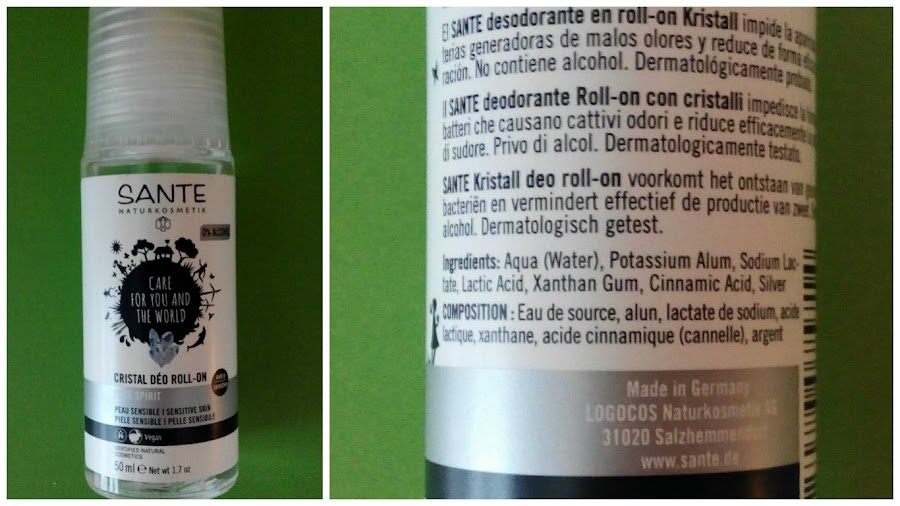 SANTE
NATURKOSMETIK
0% ALCOHOL
CARE
FOR YOU AND
THE WORLD
CRISTAL DÉO ROLL-ON
SPIRIT
PEAU SENSIBLE | SENSITIVE SKIN
PIELE SENSIBLE | PELLE SENSIBILE
Vegan
CERTIFIED NATURAL
COSMETICS
50 ml e Net wt 1.7 oz
El SANTE desodorante en roll-on Kristall impide la
terias generadoras de malos olores y reduce de forma
ración. No contiene alcohol. Dermatológicamente
Il SANTE deodorante Roll-on con cristalli impedisce
batteri che causano cattivi odori e riduce efficacemente
di sudore. Privo di alcol. Dermatologicamente testato.
SANTE Kristall deo roll-on voorkomt het ontstaan van
bacteriën en vermindert effectief de productie van zweet.
alcohol. Dermatologisch getest.
Ingredients: Aqua (Water), Potassium Alum, Sodium Lac-
tate, Lactic Acid, Xanthan Gum, Cinnamic Acid, Silver
COMPOSITION : Eau de source, alun, lactate de sodium, acide
lactique, xanthane, acide cinnamique (cannelle), argent
Made in Germany
LOGOCOS Naturkosmetik AG
31020 Salzhemmendorf
www.sante.de